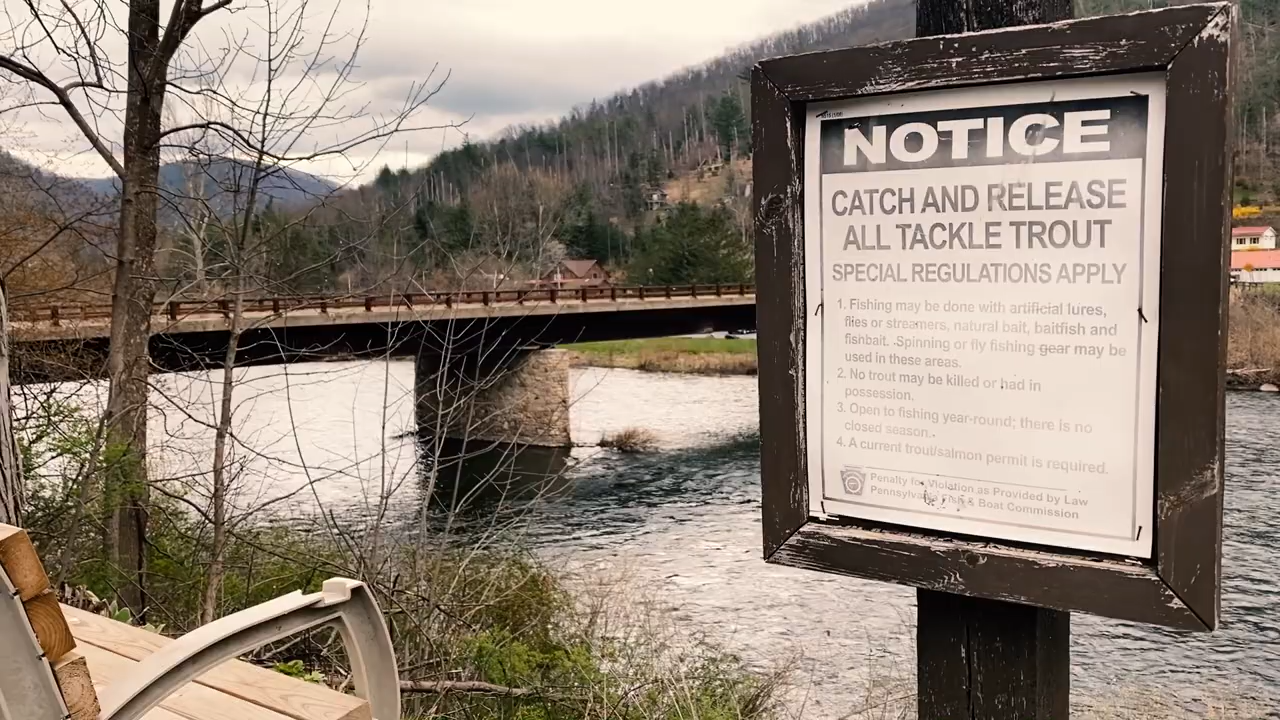 NOTICE
CATCH AND RELEASE
ALL TACKLE TROUT
SPECIAL REGULATIONS APPLY
1. Fishing may be done with artificial lures,
flies or streamers, natural bait, baitfish and
fishbait. Spinning or fly fishing gear may be
used in these areas.
2. No trout may be killed or had in
possession.
3. Open to fishing year-round; there is no
closed season.
4. A current trout/salmon permit is required.
Penalty for Violation as Provided by Law
Pennsylvania Fish & Boat Commission